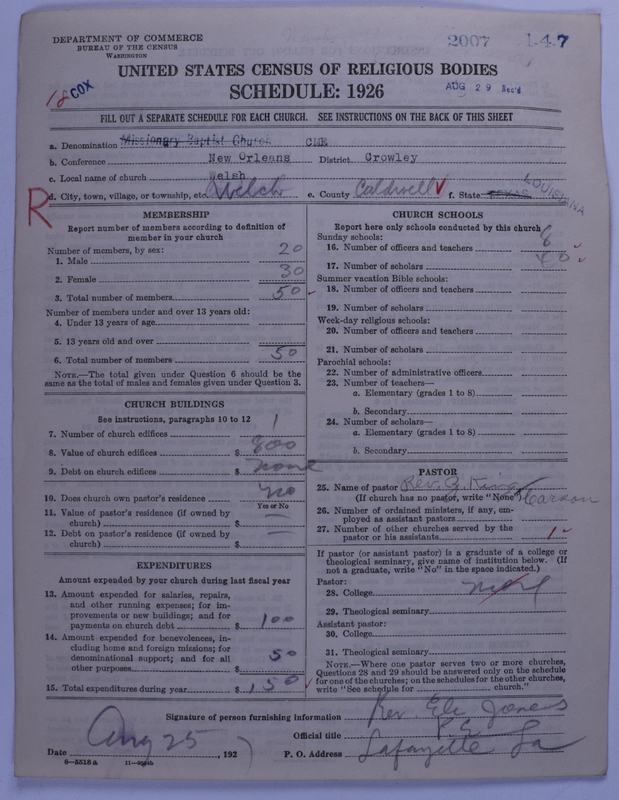 DEPARTMENT OF COMMERCE
BUREAU OF THE CENSUS
WASHINGTON
2007 1-4-7
UNITED STATES CENSUS OF RELIGIOUS BODIES
18 COX
SCHEDULE: 1926
AUG 29 Rec'd
FILL OUT A SEPARATE SCHEDULE FOR EACH CHURCH. SEE INSTRUCTIONS ON THE BACK OF THIS SHEET
a. Denomination Missionary Baptist Church CME
b. Conference New Orleans District Crowley
c. Local name of church Welsh
R d. City, town, village, or township, etc. Welch e. County Caldwell f. State TEXAS LOUISIANA
MEMBERSHIP
Report number of members according to definition of
member in your church
Number of members, by sex:
1. Male 20
2. Female 30
3. Total number of members 50
Number of members under and over 13 years old:
4. Under 13 years of age
5. 13 years old and over
6. Total number of members 50
NOTE.—The total given under Question 6 should be
same as the total of males and females given under Question 3.
CHURCH BUILDINGS
See instructions, paragraphs 10 to 12
7. Number of church edifices 1
8. Value of church edifices $ 800
9. Debt on church edifices $ none
10. Does church own pastor's residence no
Yes or No
11. Value of pastor's residence (if owned by
church) $ —
12. Debt on pastor's residence (if owned by
church) $ —
EXPENDITURES
Amount expended by your church during last fiscal year
13. Amount expended for salaries, repairs,
and other running expenses; for im-
provements or new buildings; and for
payments on church debt $ 100
14. Amount expended for benevolences, in-
cluding home and foreign missions; for
denominational support; and for all
other purposes 50
15. Total expenditures during year $ 150
CHURCH SCHOOLS
Report here only schools conducted by this church
Sunday schools:
16. Number of officers and teachers 8
17. Number of scholars
Summer vacation Bible schools:
18. Number of officers and teachers
19. Number of scholars
Week-day religious schools:
20. Number of officers and teachers
21. Number of scholars
Parochial schools:
22. Number of administrative officers
23. Number of teachers—
a. Elementary (grades 1 to 8)
b. Secondary
24. Number of scholars—
a. Elementary (grades 1 to 8)
b. Secondary
PASTOR
25. Name of pastor Rev. King
(If church has no pastor, write "None") Carson
26. Number of ordained ministers, if any, em-
ployed as assistant pastors
27. Number of other churches served by the
pastor or his assistants 1
If pastor (or assistant pastor) is a graduate of a college or
theological seminary, give name of institution below. (If
not a graduate, write "No" in the space indicated.)
Pastor:
28. College none
29. Theological seminary
Assistant pastor:
30. College
31. Theological seminary
NOTE.—Where one pastor serves two or more churches,
Questions 28 and 29 should be answered only on the schedule
for one of the churches; on the schedules for the other churches,
write "See schedule for church."
Signature of person furnishing information Rev. Eli Jones
Official title P. E.
Date Aug 25, 1927 P. O. Address Lafayette La
6-5518a